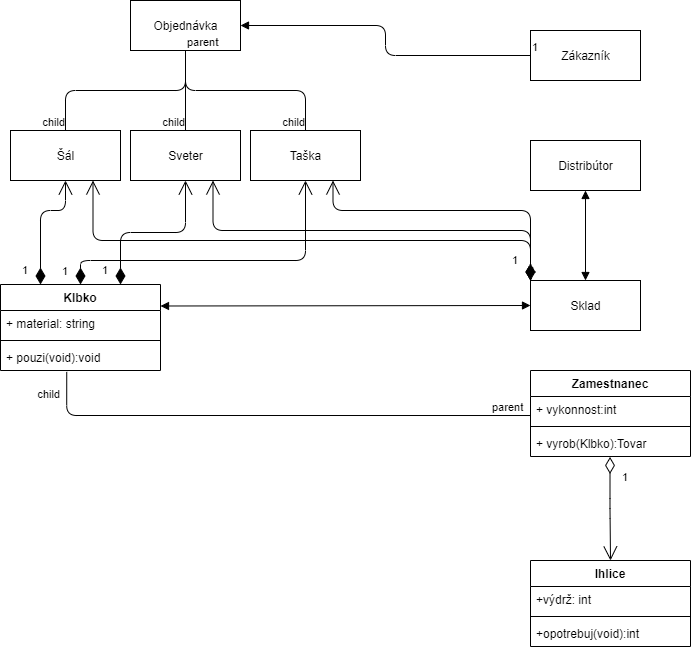 Objednávka
parent
1
Zákazník
child
child
child
Šál
Sveter
Taška
Distribútor
1
1
1
1
Klbko
+ material: string
+ pouzi(void):void
Sklad
child
parent
Zamestnanec
+ vykonnost:int
+ vyrob(Klbko):Tovar
1
Ihlice
+výdrž: int
+opotrebuj(void):int